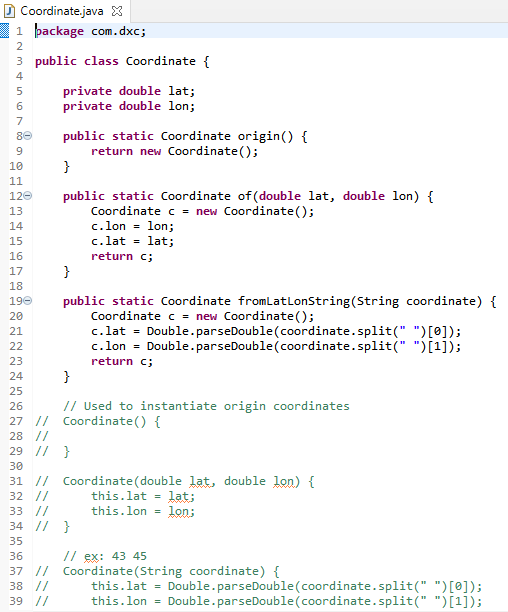 Coordinate.java
1 package com.dxc;
2
3 public class Coordinate {
4
5     private double lat;
6     private double lon;
7
8     public static Coordinate origin() {
9         return new Coordinate();
10     }
11
12     public static Coordinate of(double lat, double lon) {
13         Coordinate c = new Coordinate();
14         c.lon = lon;
15         c.lat = lat;
16         return c;
17     }
18
19     public static Coordinate fromLatLonString(String coordinate) {
20         Coordinate c = new Coordinate();
21         c.lat = Double.parseDouble(coordinate.split(" ")[0]);
22         c.lon = Double.parseDouble(coordinate.split(" ")[1]);
23         return c;
24     }
25
26     // Used to instantiate origin coordinates
27 //  Coordinate() {
28 //
29 //  }
30
31 //  Coordinate(double lat, double lon) {
32 //      this.lat = lat;
33 //      this.lon = lon;
34 //  }
35
36     // ex: 43 45
37 //  Coordinate(String coordinate) {
38 //      this.lat = Double.parseDouble(coordinate.split(" ")[0]);
39 //      this.lon = Double.parseDouble(coordinate.split(" ")[1]);